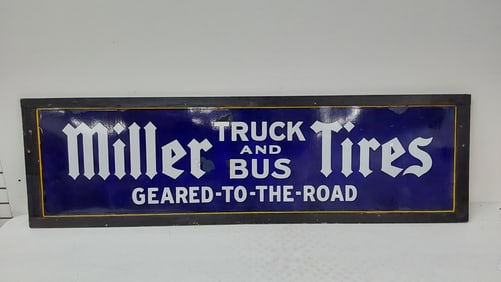 Miller TRUCK AND BUS Tires
GEARED-TO-THE-ROAD